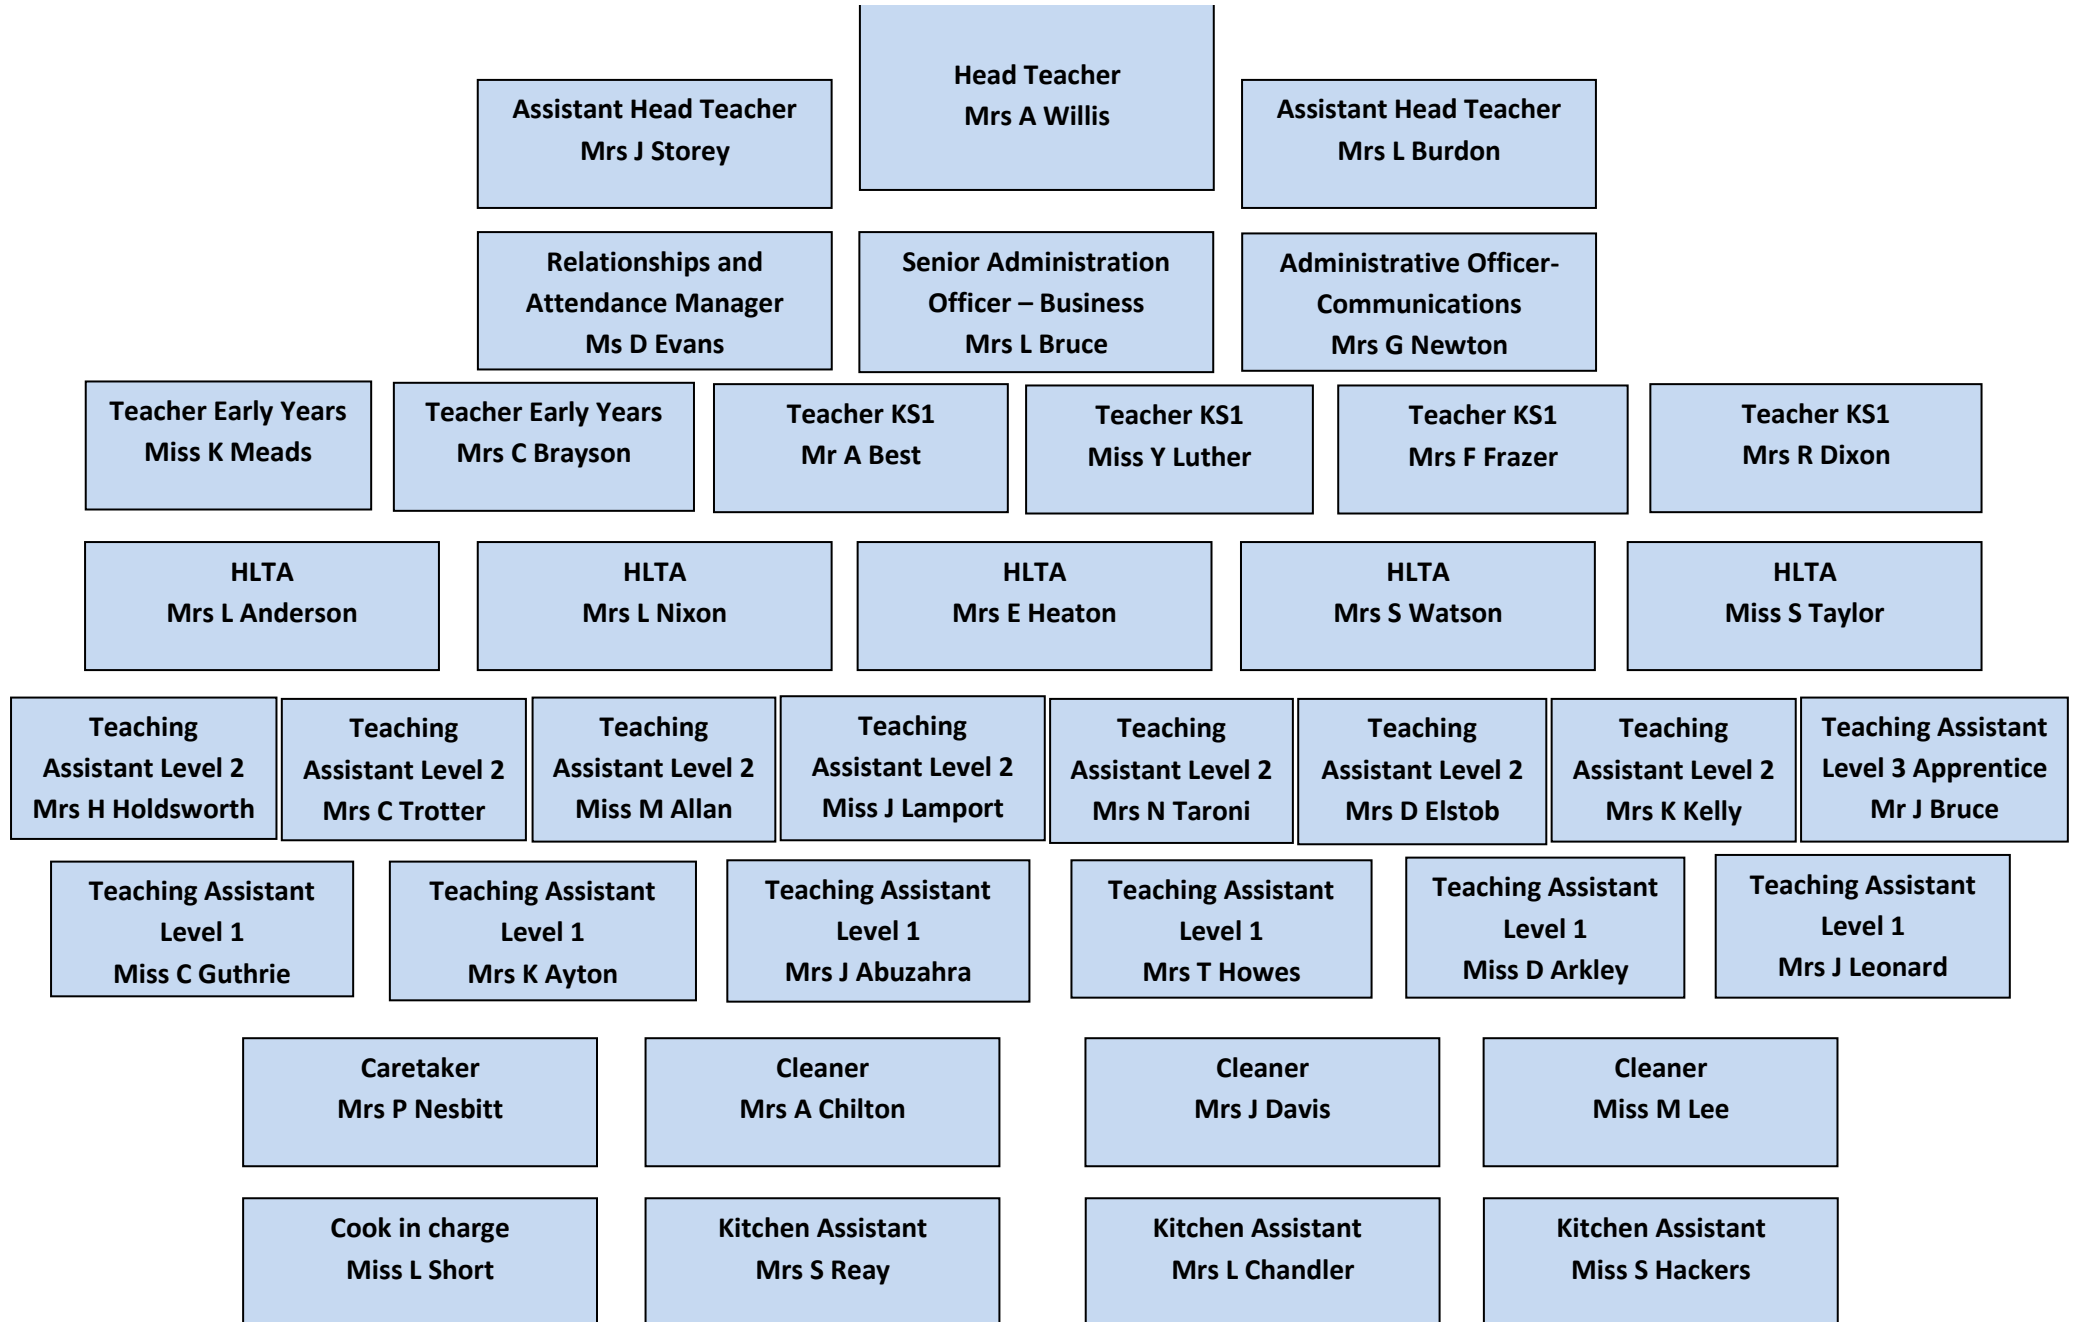 Head Teacher
Mrs A Willis
Assistant Head Teacher
Mrs J Storey
Assistant Head Teacher
Mrs L Burdon
Relationships and
Attendance Manager
Ms D Evans
Senior Administration
Officer – Business
Mrs L Bruce
Administrative Officer-
Communications
Mrs G Newton
Teacher Early Years
Miss K Meads
Teacher Early Years
Mrs C Brayson
Teacher KS1
Mr A Best
Teacher KS1
Miss Y Luther
Teacher KS1
Mrs F Frazer
Teacher KS1
Mrs R Dixon
HLTA
Mrs L Anderson
HLTA
Mrs L Nixon
HLTA
Mrs E Heaton
HLTA
Mrs S Watson
HLTA
Miss S Taylor
Teaching
Assistant Level 2
Mrs H Holdsworth
Teaching
Assistant Level 2
Mrs C Trotter
Teaching
Assistant Level 2
Miss M Allan
Teaching
Assistant Level 2
Miss J Lamport
Teaching
Assistant Level 2
Mrs N Taroni
Teaching
Assistant Level 2
Mrs D Elstob
Teaching
Assistant Level 2
Mrs K Kelly
Teaching Assistant
Level 3 Apprentice
Mr J Bruce
Teaching Assistant
Level 1
Miss C Guthrie
Teaching Assistant
Level 1
Mrs K Ayton
Teaching Assistant
Level 1
Mrs J Abuzahra
Teaching Assistant
Level 1
Mrs T Howes
Teaching Assistant
Level 1
Miss D Arkley
Teaching Assistant
Level 1
Mrs J Leonard
Caretaker
Mrs P Nesbitt
Cleaner
Mrs A Chilton
Cleaner
Mrs J Davis
Cleaner
Miss M Lee
Cook in charge
Miss L Short
Kitchen Assistant
Mrs S Reay
Kitchen Assistant
Mrs L Chandler
Kitchen Assistant
Miss S Hackers